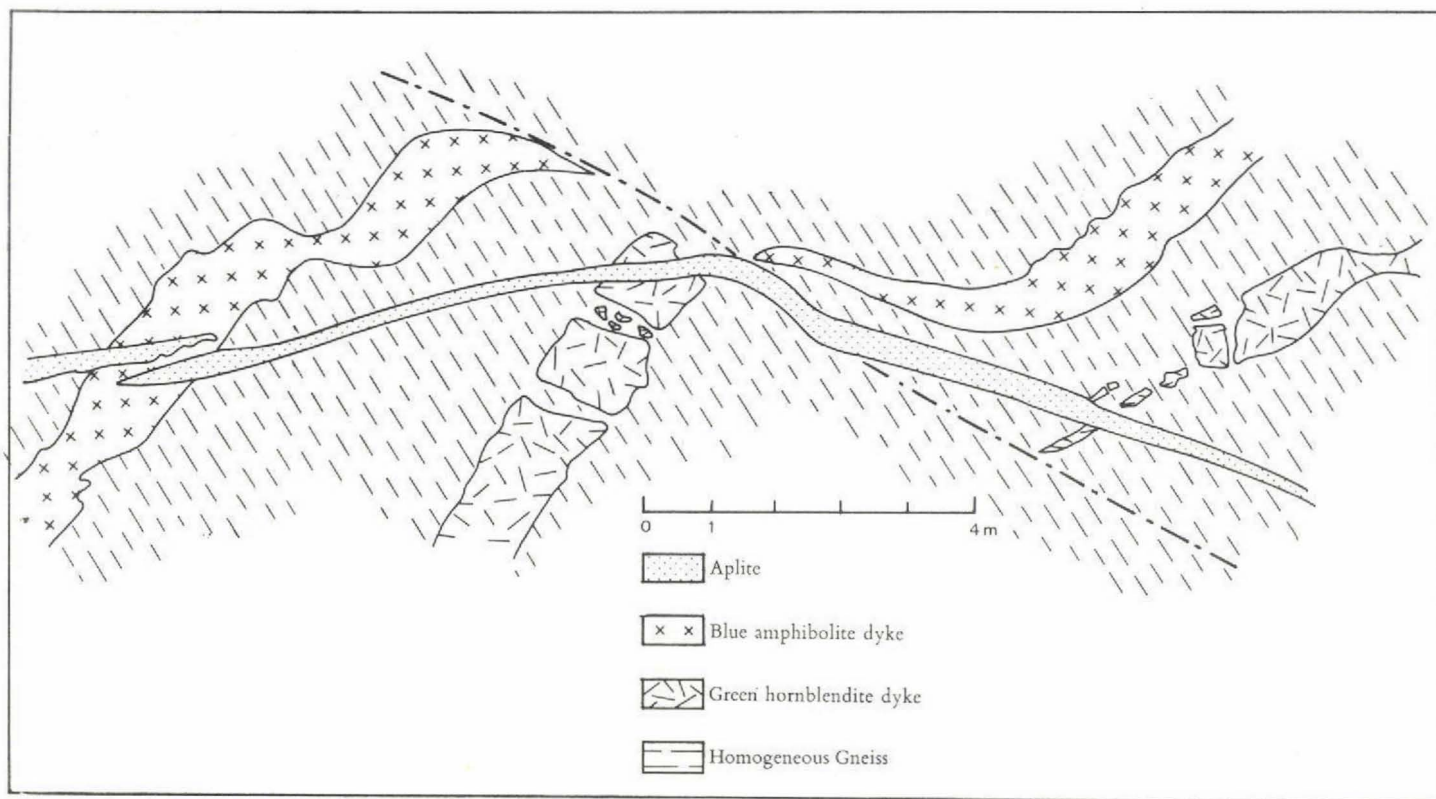 0 1 4 m
Aplite
Blue amphibolite dyke
Green hornblendite dyke
Homogeneous Gneiss